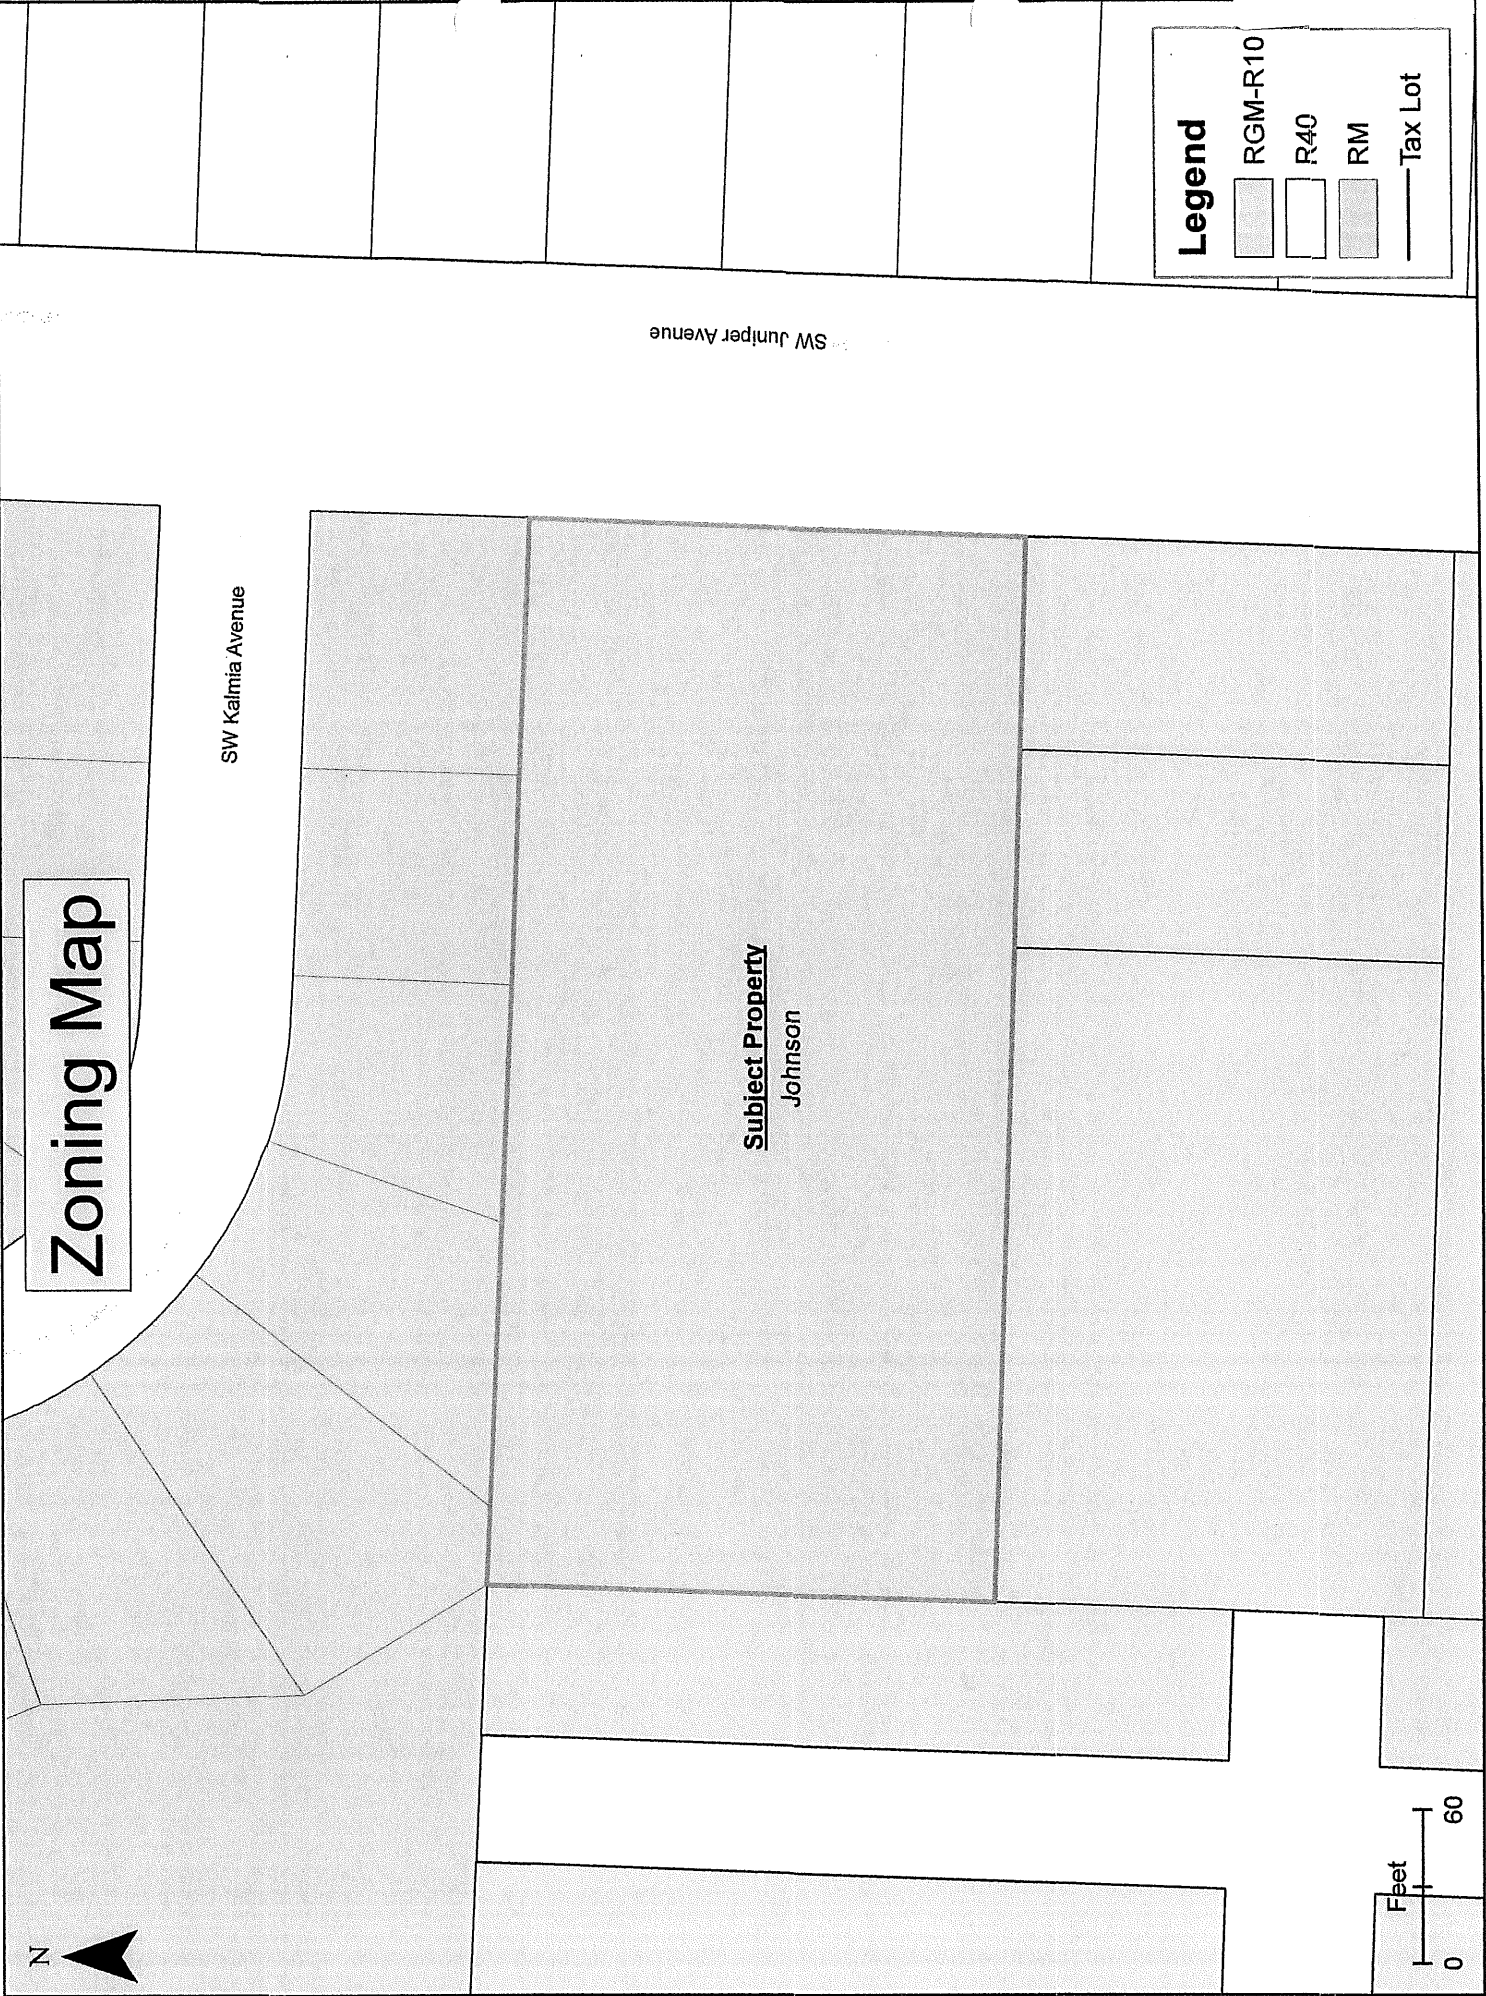 Zoning Map
N
SW Kalmia Avenue
SW Juniper Avenue
Subject Property
Johnson
Legend
RGM-R10
R40
RM
Tax Lot
Feet
0 60